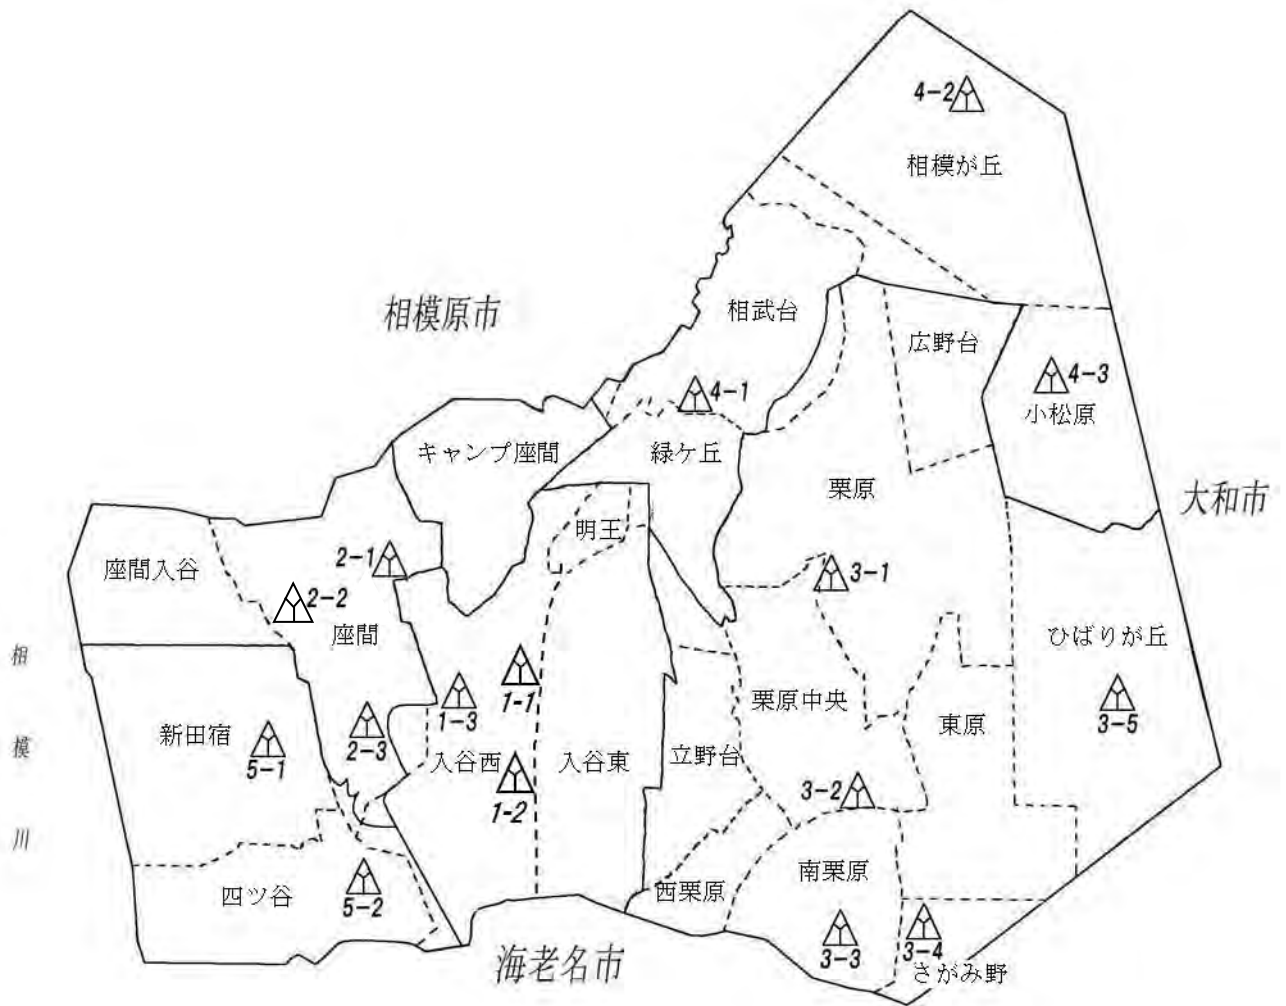 4-2
相模が丘
相模原市
相武台
広野台
4-1
4-3
小松原
キャンプ座間
緑ケ丘
栗原
大和市
明王
座間入谷
2-1
2-2
3-1
座間
ひばりが丘
相模川
1-1
1-3
栗原中央
3-5
新田宿
2-3
東原
5-1
入谷西
入谷東
立野台
1-2
3-2
四ツ谷
5-2
西栗原
南栗原
3-3
3-4
さがみ野
海老名市